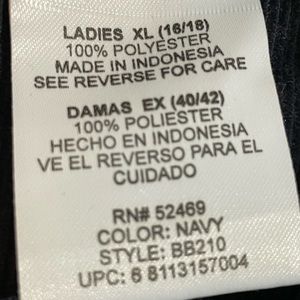 LADIES XL (16/18)
100% POLYESTER
MADE IN INDONESIA
SEE REVERSE FOR CARE
DAMAS EX (40/42)
100% POLIESTER
HECHO EN INDONESIA
VE EL REVERSO PARA EL
CUIDADO
RN# 52469
COLOR: NAVY
STYLE: BB210
UPC: 6 8113157004